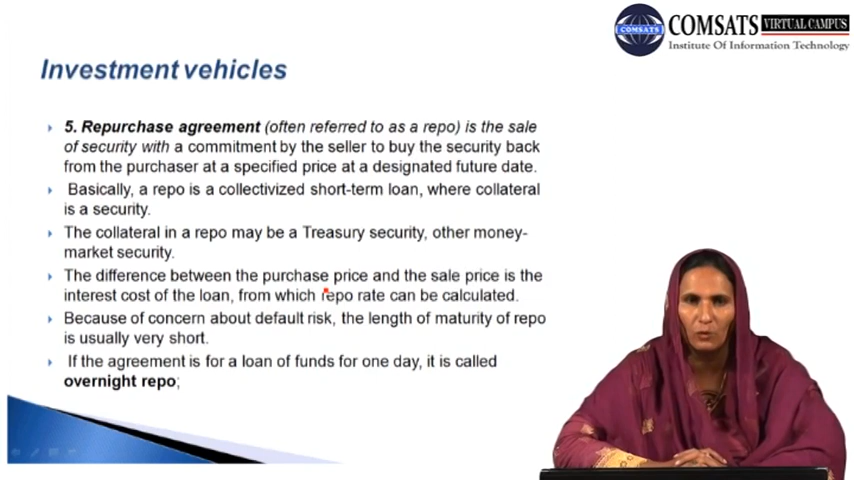 COMSATS VIRTUAL CAMPUS
Institute Of Information Technology
COMSATS
Investment vehicles
5. Repurchase agreement (often referred to as a repo) is the sale
of security with a commitment by the seller to buy the security back
from the purchaser at a specified price at a designated future date.
Basically, a repo is a collectivized short-term loan, where collateral
is a security.
The collateral in a repo may be a Treasury security, other money-
market security.
The difference between the purchase price and the sale price is the
interest cost of the loan, from which repo rate can be calculated.
Because of concern about default risk, the length of maturity of repo
is usually very short.
If the agreement is for a loan of funds for one day, it is called
overnight repo;